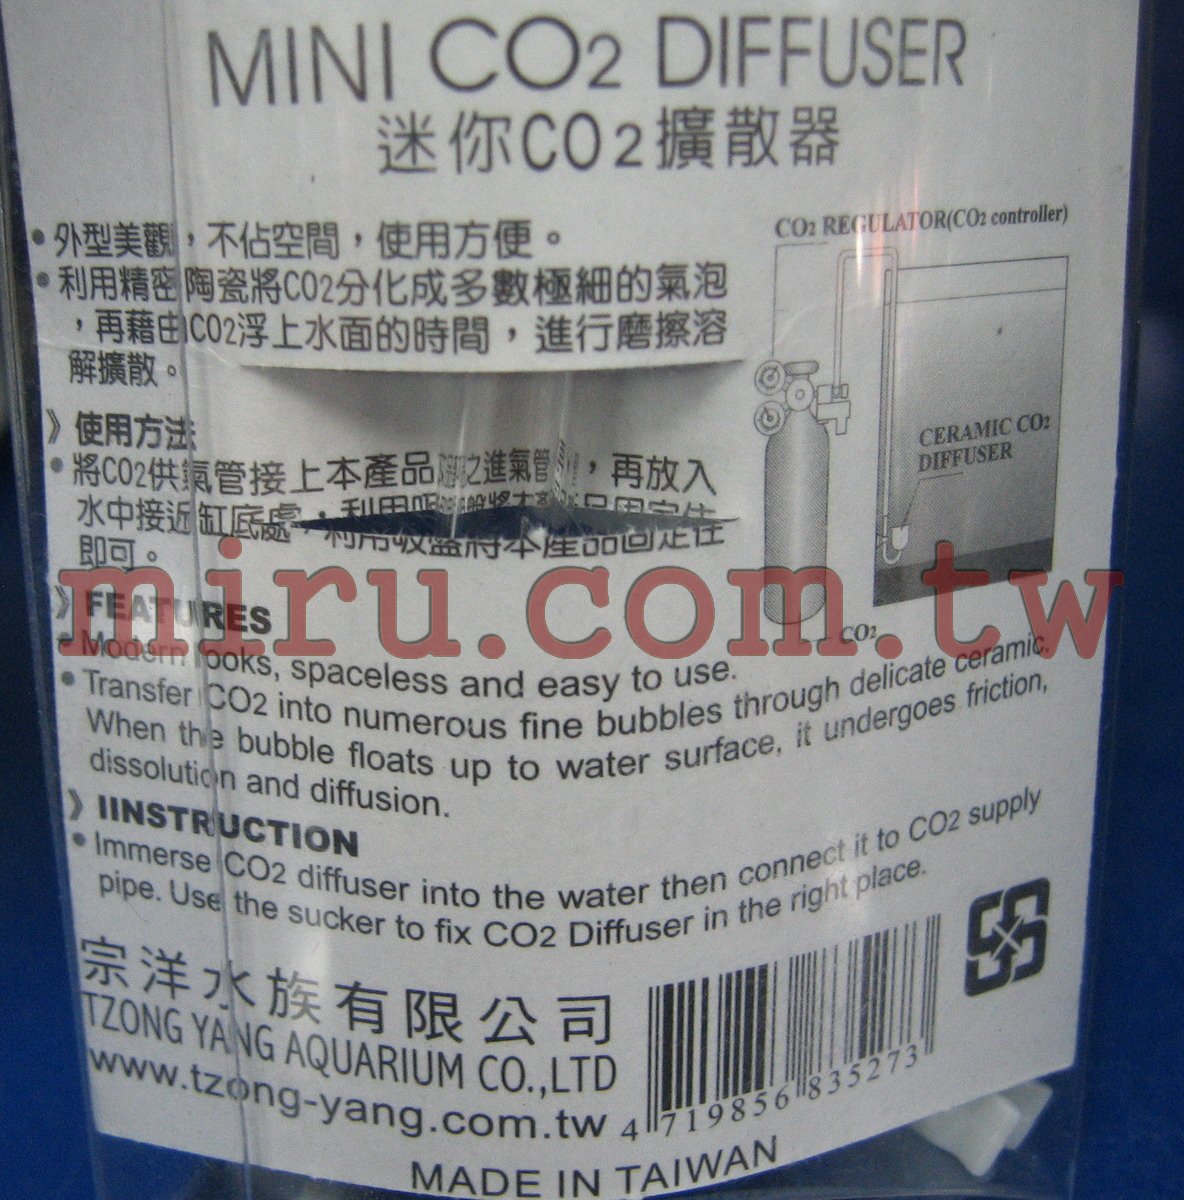 MINI CO2 DIFFUSER
迷你CO2擴散器
• 外型美觀，不佔空間，使用方便。
• 利用精密陶瓷將CO2分化成多數極細的氣泡
，再藉由CO2浮上水面的時間，進行磨擦溶
解擴散。
》使用方法
• 將CO2供氣管接上本產品之進氣管，再放入
水中接近缸底處，利用吸盤將本產品固定住
即可。
CO2 REGULATOR(CO2 controller)
CERAMIC CO2
DIFFUSER
CO2
miru.com.tw
》FEATURES
• Modern looks, spaceless and easy to use.
• Transfer CO2 into numerous fine bubbles through delicate ceramic.
When the bubble floats up to water surface, it undergoes friction,
dissolution and diffusion.
》IINSTRUCTION
• Immerse CO2 diffuser into the water then connect it to CO2 supply
pipe. Use the sucker to fix CO2 Diffuser in the right place.
宗洋水族有限公司
TZONG YANG AQUARIUM CO.,LTD
www.tzong-yang.com.tw
4 719856 835273
MADE IN TAIWAN